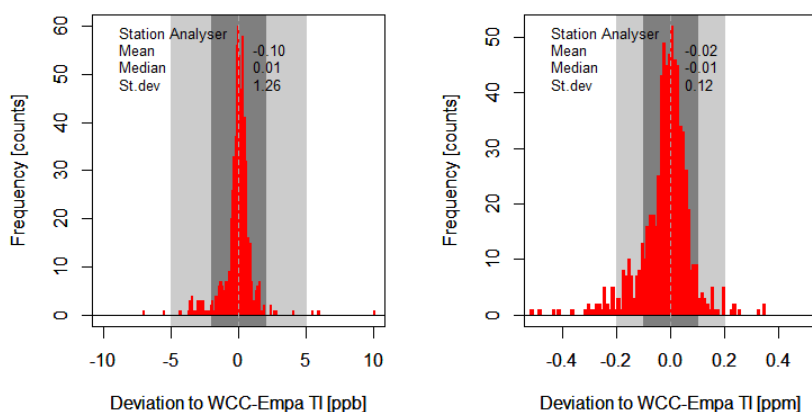 Station Analyser
Mean -0.10
Median 0.01
St.dev 1.26
Frequency [counts]
60
50
40
30
20
10
0
-10 -5 0 5 10
Deviation to WCC-Empa TI [ppb]
Station Analyser
Mean -0.02
Median -0.01
St.dev 0.12
Frequency [counts]
50
40
30
20
10
0
-0.4 -0.2 0.0 0.2 0.4
Deviation to WCC-Empa TI [ppm]